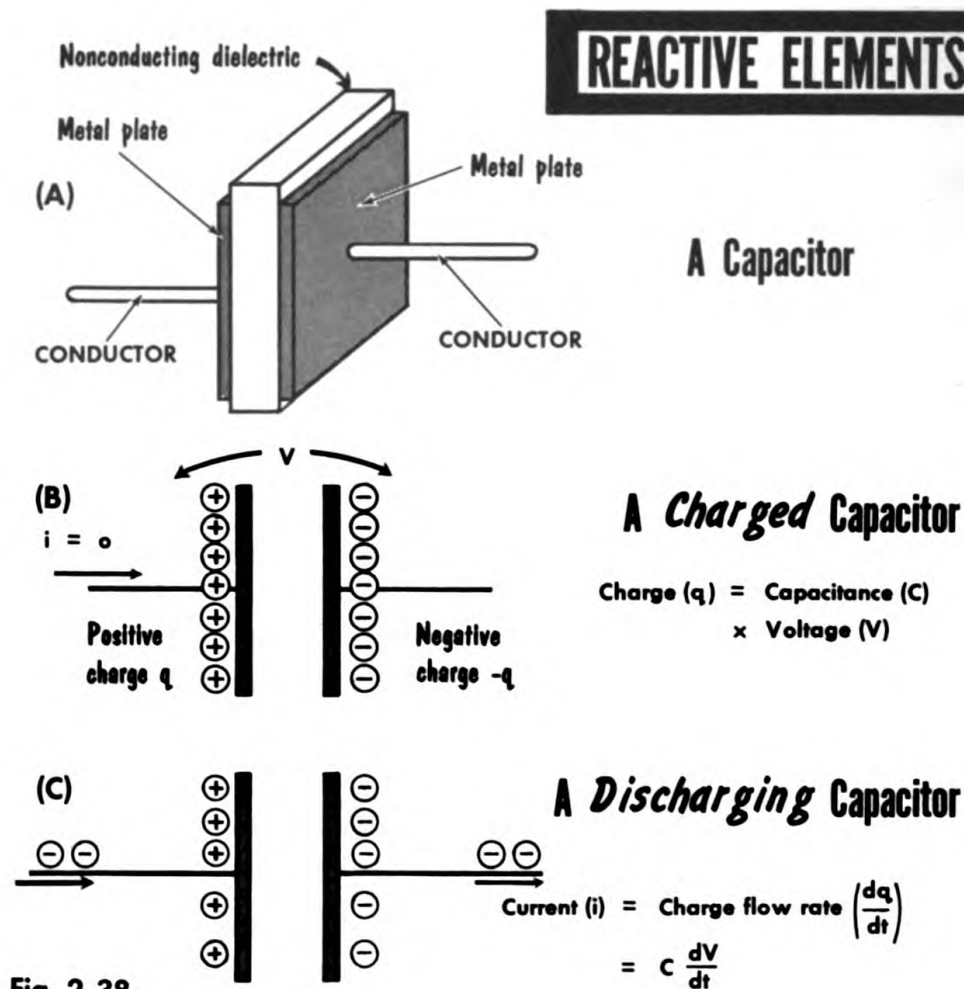 REACTIVE ELEMENTS
Nonconducting dielectric
Metal plate
Metal plate
(A)
A Capacitor
CONDUCTOR
CONDUCTOR
V
(B)
i = o
Positive
charge q
Negative
charge -q
+ + + + + + +
- - - - - - -
A Charged Capacitor
Charge (q) = Capacitance (C)
x Voltage (V)
(C)
- -
+ + + + +
- - - - -
- -
A Discharging Capacitor
Current (i) = Charge flow rate (dq/dt)
= C dV/dt